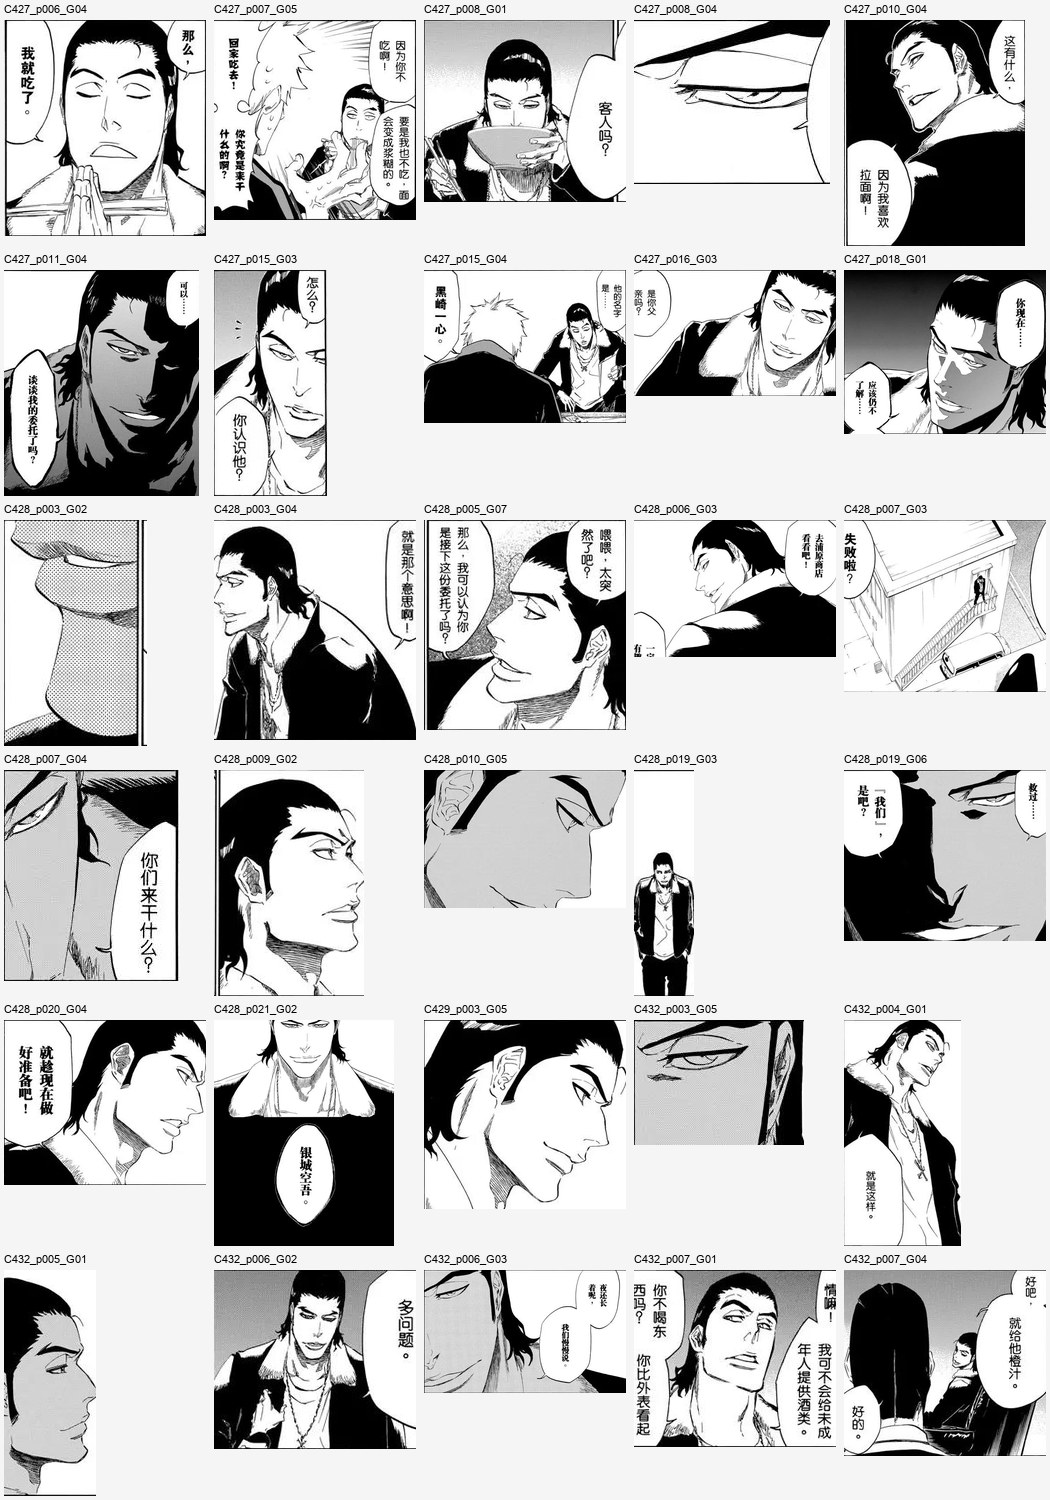 C427_p006_G04
那么，
我就吃了。
C427_p007_G05
因为你不
吃啊！
回家吃去！
要是我也不吃，面
会变成浆糊的。
你究竟是来干
什么的啊？
C427_p008_G01
客人吗？
C427_p008_G04
C427_p010_G04
这有什么，
因为我喜欢
拉面啊！
C427_p011_G04
可以……
谈谈我的委托了吗？
C427_p015_G03
怎么？
你认识他？
C427_p015_G04
他的名字
是……
黑崎一心。
C427_p016_G03
是你父
亲吗？
C427_p018_G01
你现在……
应该仍不
了解……
C428_p003_G02
C428_p003_G04
就是那个意思啊！
C428_p005_G07
喂喂，太突
然了吧？
那么，我可以认为你
是接下这份委托了吗？
C428_p006_G03
去浦原商店
看看吧！
一定
有
C428_p007_G03
失败啦？
C428_p007_G04
你们来干什么？
C428_p009_G02
C428_p010_G05
C428_p019_G03
C428_p019_G06
救过……
『我们』，
是吧？
C428_p020_G04
就趁现在做
好准备吧！
C428_p021_G02
银城空吾。
C429_p003_G05
C432_p003_G05
C432_p004_G01
就是这样。
C432_p005_G01
C432_p006_G02
多问题。
C432_p006_G03
夜还长
着呢，
我们慢慢说。
C432_p007_G01
情嘛！
我可不会给未成
年人提供酒类。
你不喝东
西吗？
你比外表看起
C432_p007_G04
好吧，
就给他橙汁。
好的。